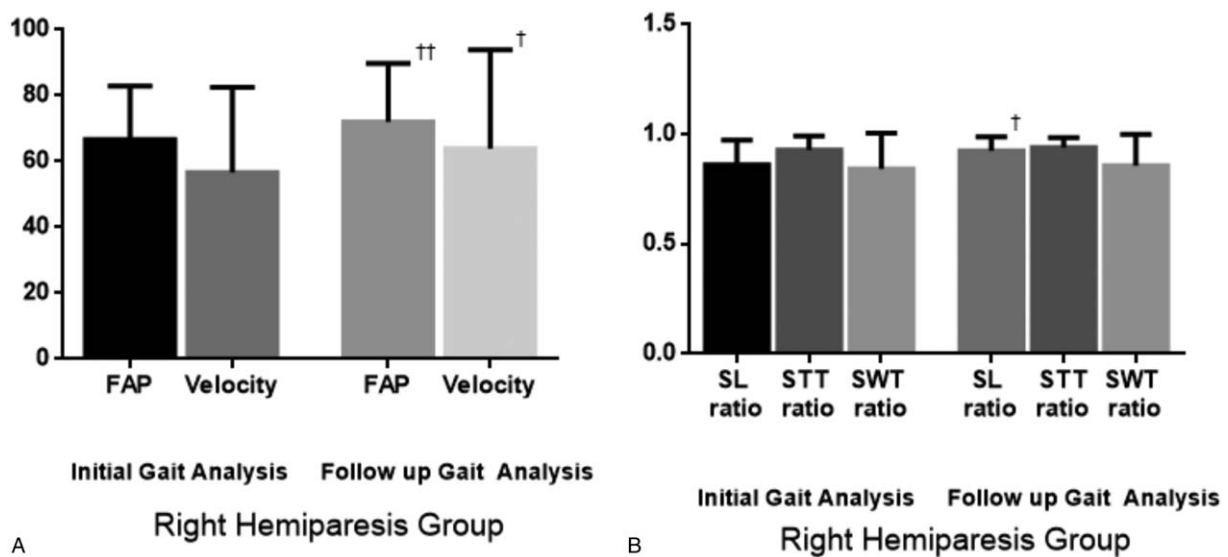 100
80
60
40
20
0
††
†
FAP Velocity FAP Velocity
Initial Gait Analysis Follow up Gait Analysis
Right Hemiparesis Group
A
1.5
1.0
0.5
0.0
†
SL STT SWT SL STT SWT
ratio ratio ratio ratio ratio ratio
Initial Gait Analysis Follow up Gait Analysis
Right Hemiparesis Group
B